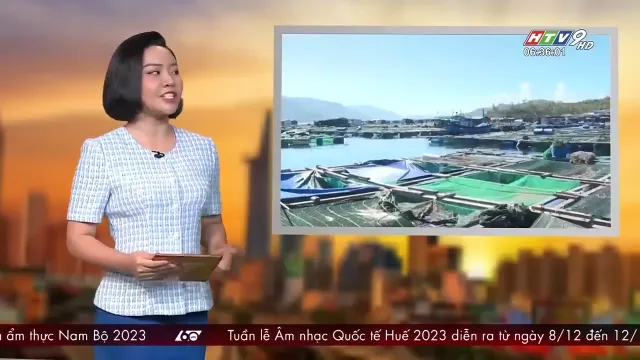 HTV9 HD
06:36:01
ẩm thực Nam Bộ 2023 60 Tuần lễ Âm nhạc Quốc tế Huế 2023 diễn ra từ ngày 8/12 đến 12/